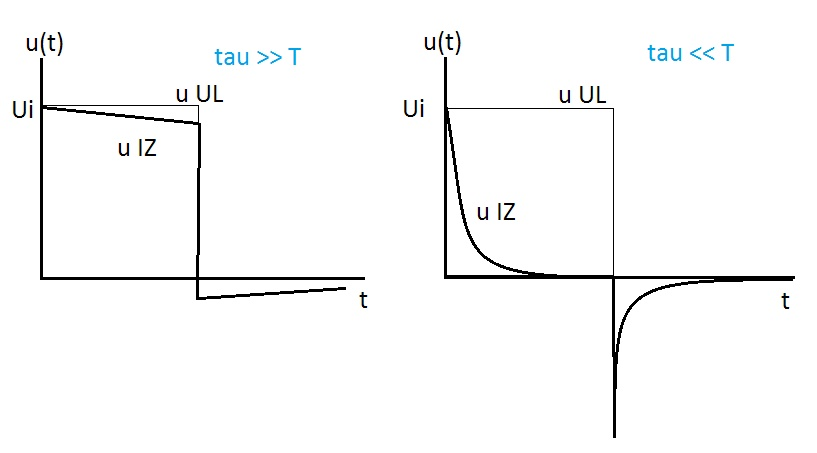 u(t)
tau >> T
u UL
Ui
u IZ
t
u(t)
tau << T
u UL
Ui
u IZ
t